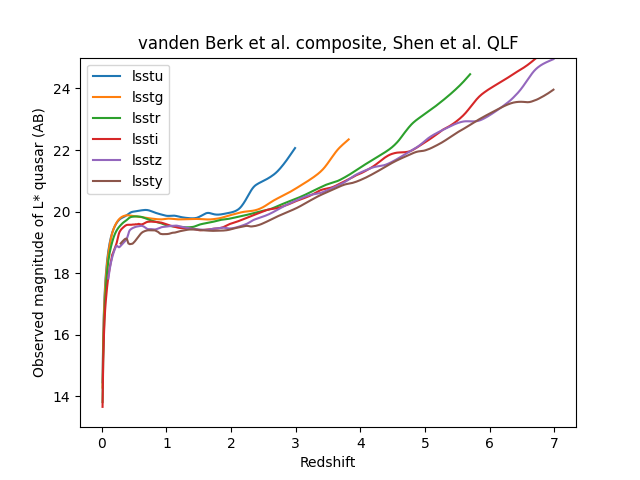 vanden Berk et al. composite, Shen et al. QLF
Observed magnitude of L* quasar (AB)
24
22
20
18
16
14
lsstu
lsstg
lsstr
lssti
lsstz
lssty
0 1 2 3 4 5 6 7
Redshift